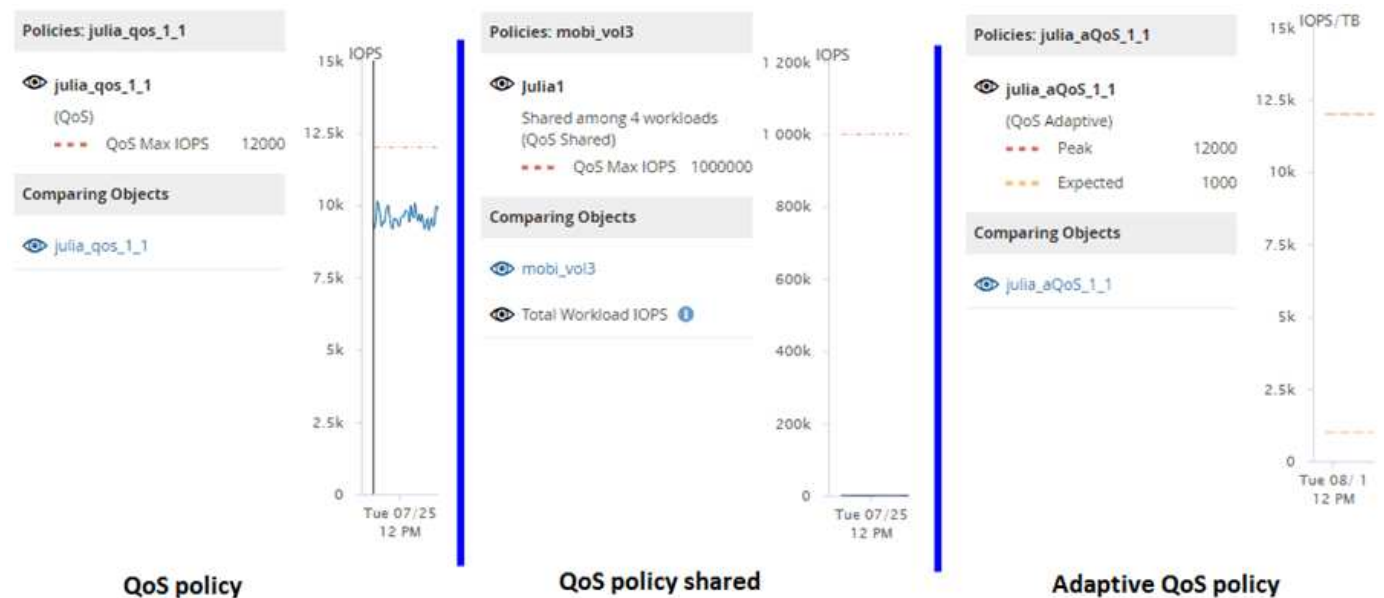 Policies: julia_qos_1_1
julia_qos_1_1
(QoS)
QoS Max IOPS 12000
Comparing Objects
julia_qos_1_1
IOPS
15k
12.5k
10k
7.5k
5k
2.5k
0
Tue 07/25
12 PM
QoS policy
Policies: mobi_vol3
Julia1
Shared among 4 workloads
(QoS Shared)
QoS Max IOPS 1000000
Comparing Objects
mobi_vol3
Total Workload IOPS
IOPS
1 200k
1 000k
800k
600k
400k
200k
0
Tue 07/25
12 PM
QoS policy shared
Policies: julia_aQoS_1_1
julia_aQoS_1_1
(QoS Adaptive)
Peak 12000
Expected 1000
Comparing Objects
julia_aQoS_1_1
IOPS/TB
15k
12.5k
10k
7.5k
5k
2.5k
0
Tue 08/ 1
12 PM
Adaptive QoS policy